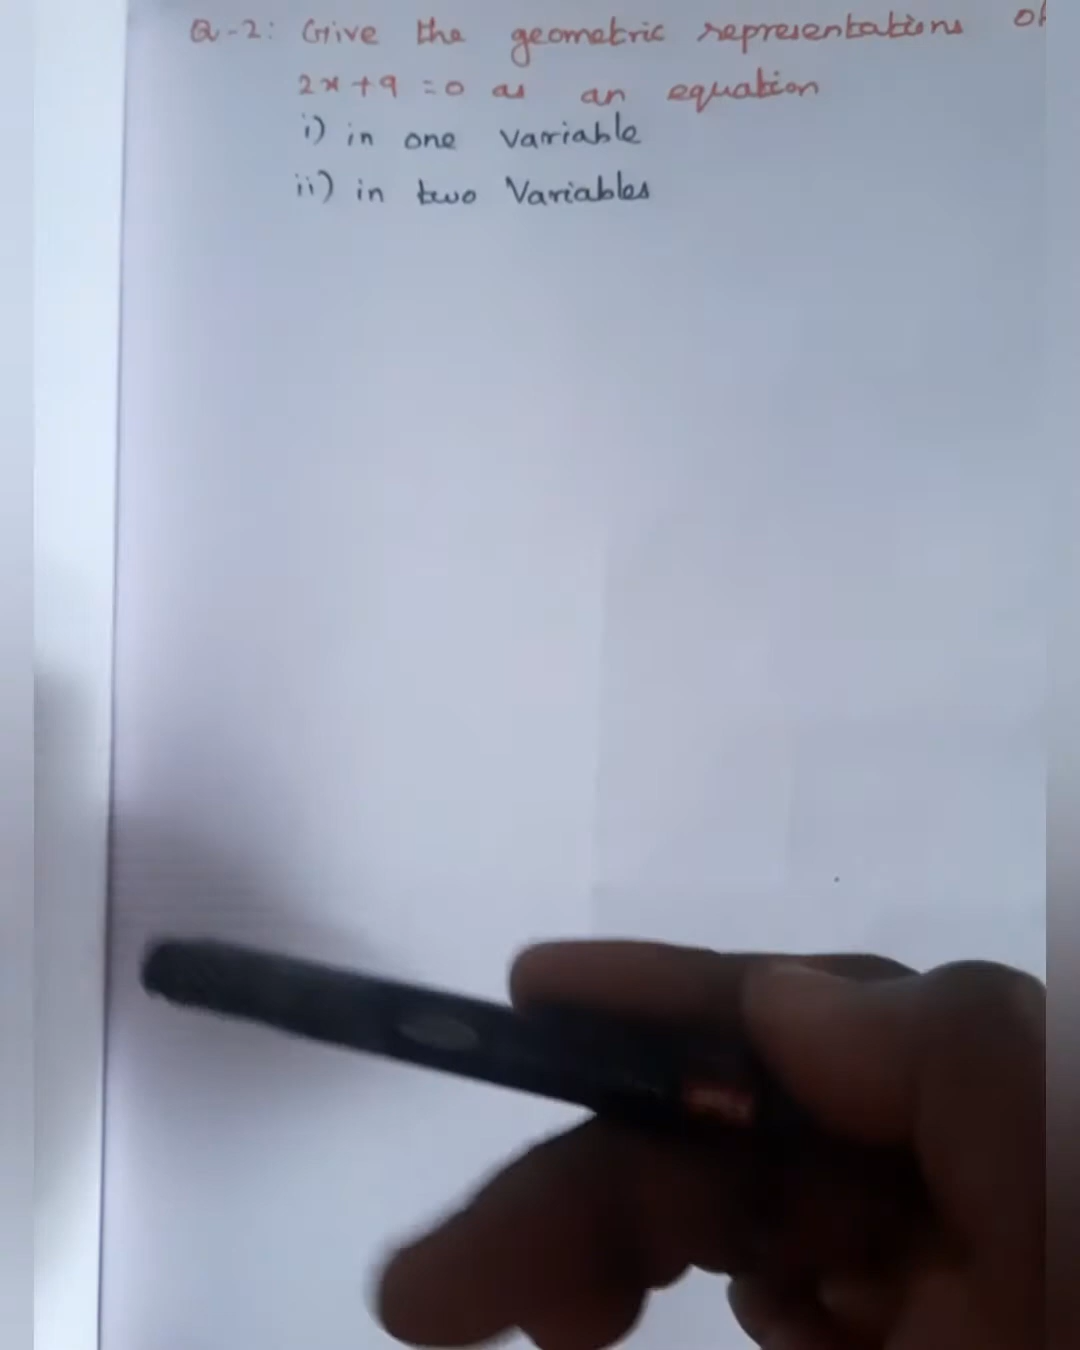 Q-2: Give the geometric representations of
2x+9 =0 as an equation
i) in one variable
ii) in two Variables